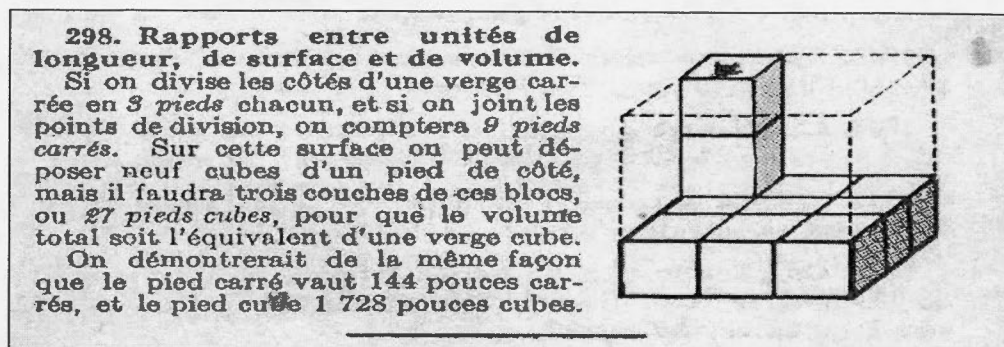 298. Rapports entre unités de
longueur, de surface et de volume.
Si on divise les côtés d'une verge car-
rée en 3 pieds chacun, et si on joint les
points de division, on comptera 9 pieds
carrés. Sur cette surface on peut dé-
poser neuf cubes d'un pied de côté,
mais il faudra trois couches de ces blocs,
ou 27 pieds cubes, pour que le volume
total soit l'équivalent d'une verge cube.
On démontrerait de la même façon
que le pied carré vaut 144 pouces car-
rés, et le pied cube 1 728 pouces cubes.